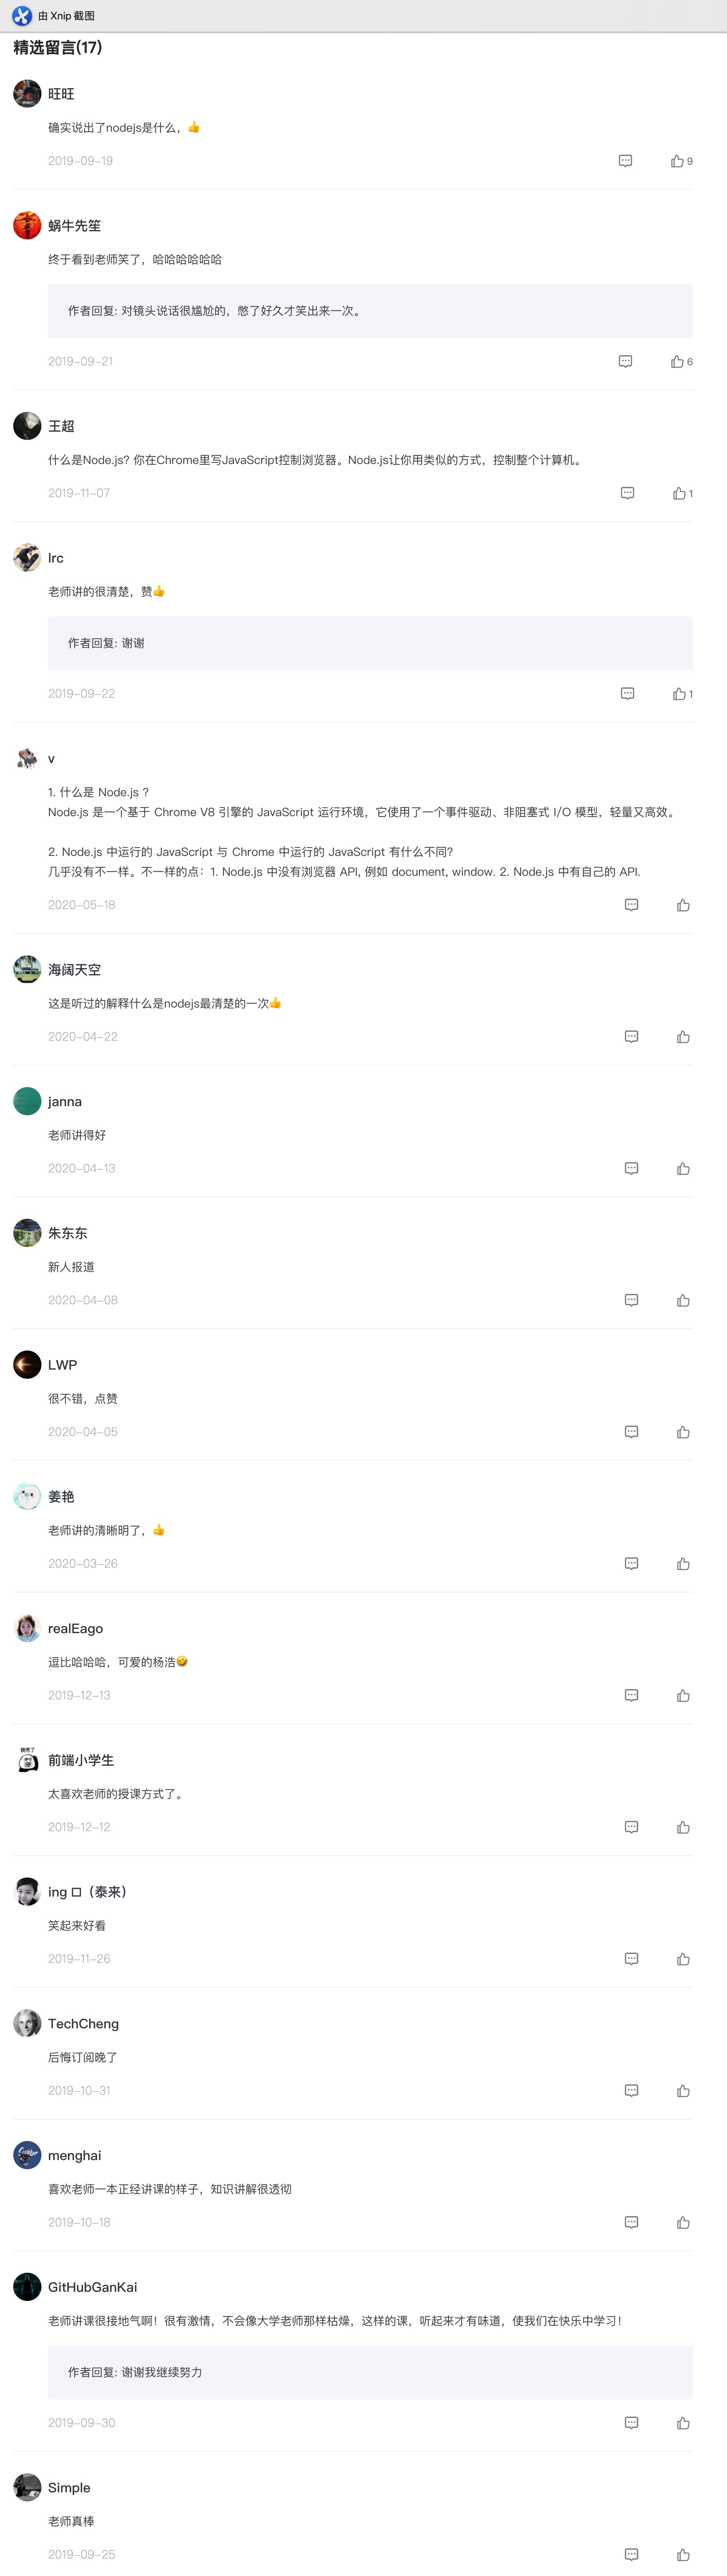 由 Xnip 截图
精选留言(17)
旺旺
确实说出了nodejs是什么，👍
2019-09-19
9
蜗牛先笙
终于看到老师笑了，哈哈哈哈哈哈
作者回复: 对镜头说话很尴尬的，憋了好久才笑出来一次。
2019-09-21
6
王超
什么是Node.js? 你在Chrome里写JavaScript控制浏览器。Node.js让你用类似的方式，控制整个计算机。
2019-11-07
1
lrc
老师讲的很清楚，赞👍
作者回复: 谢谢
2019-09-22
1
v
1. 什么是 Node.js ?
Node.js 是一个基于 Chrome V8 引擎的 JavaScript 运行环境，它使用了一个事件驱动、非阻塞式 I/O 模型，轻量又高效。
2. Node.js 中运行的 JavaScript 与 Chrome 中运行的 JavaScript 有什么不同?
几乎没有不一样。不一样的点：1. Node.js 中没有浏览器 API, 例如 document, window. 2. Node.js 中有自己的 API.
2020-05-18
海阔天空
这是听过的解释什么是nodejs最清楚的一次👍
2020-04-22
janna
老师讲得好
2020-04-13
朱东东
新人报道
2020-04-08
LWP
很不错，点赞
2020-04-05
姜艳
老师讲的清晰明了，👍
2020-03-26
realEago
逗比哈哈哈，可爱的杨浩🤣
2019-12-13
前端小学生
太喜欢老师的授课方式了。
2019-12-12
ing ロ（泰来）
笑起来好看
2019-11-26
TechCheng
后悔订阅晚了
2019-10-31
menghai
喜欢老师一本正经讲课的样子，知识讲解很透彻
2019-10-18
GitHubGanKai
老师讲课很接地气啊！很有激情，不会像大学老师那样枯燥，这样的课，听起来才有味道，使我们在快乐中学习！
作者回复: 谢谢我继续努力
2019-09-30
Simple
老师真棒
2019-09-25